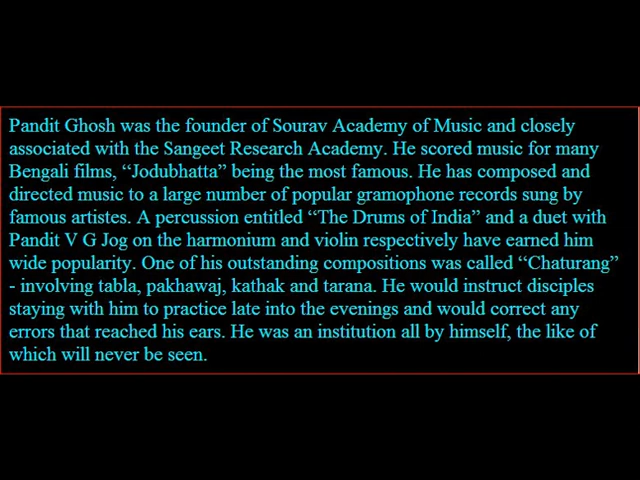 Pandit Ghosh was the founder of Sourav Academy of Music and closely
associated with the Sangeet Research Academy. He scored music for many
Bengali films, “Jodubhatta” being the most famous. He has composed and
directed music to a large number of popular gramophone records sung by
famous artistes. A percussion entitled “The Drums of India” and a duet with
Pandit V G Jog on the harmonium and violin respectively have earned him
wide popularity. One of his outstanding compositions was called “Chaturang”
- involving tabla, pakhawaj, kathak and tarana. He would instruct disciples
staying with him to practice late into the evenings and would correct any
errors that reached his ears. He was an institution all by himself, the like of
which will never be seen.